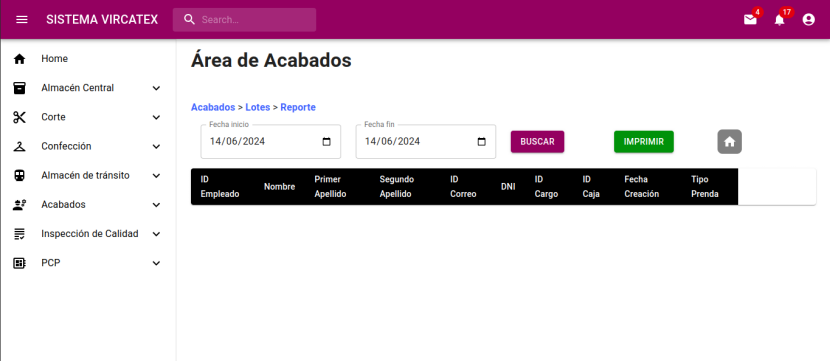 SISTEMA VIRCATEX
Search...
4
17
Home
Almacén Central
Corte
Confección
Almacén de tránsito
Acabados
Inspección de Calidad
PCP
Área de Acabados
Acabados > Lotes > Reporte
Fecha inicio
14/06/2024
Fecha fin
14/06/2024
BUSCAR
IMPRIMIR
ID Empleado
Nombre
Primer Apellido
Segundo Apellido
ID Correo
DNI
ID Cargo
ID Caja
Fecha Creación
Tipo Prenda